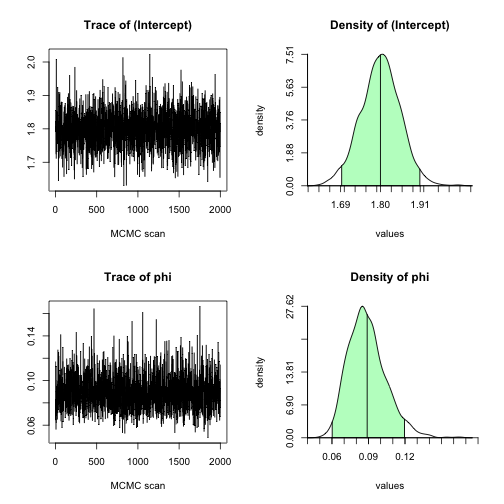 Trace of (Intercept)
Density of (Intercept)
1.7 1.8 1.9 2.0
0 500 1000 1500 2000
MCMC scan
density
0.00 1.88 3.76 5.63 7.51
1.69 1.80 1.91
values
Trace of phi
Density of phi
0.06 0.10 0.14
0 500 1000 1500 2000
MCMC scan
density
0.00 6.90 13.81 27.62
0.06 0.09 0.12
values